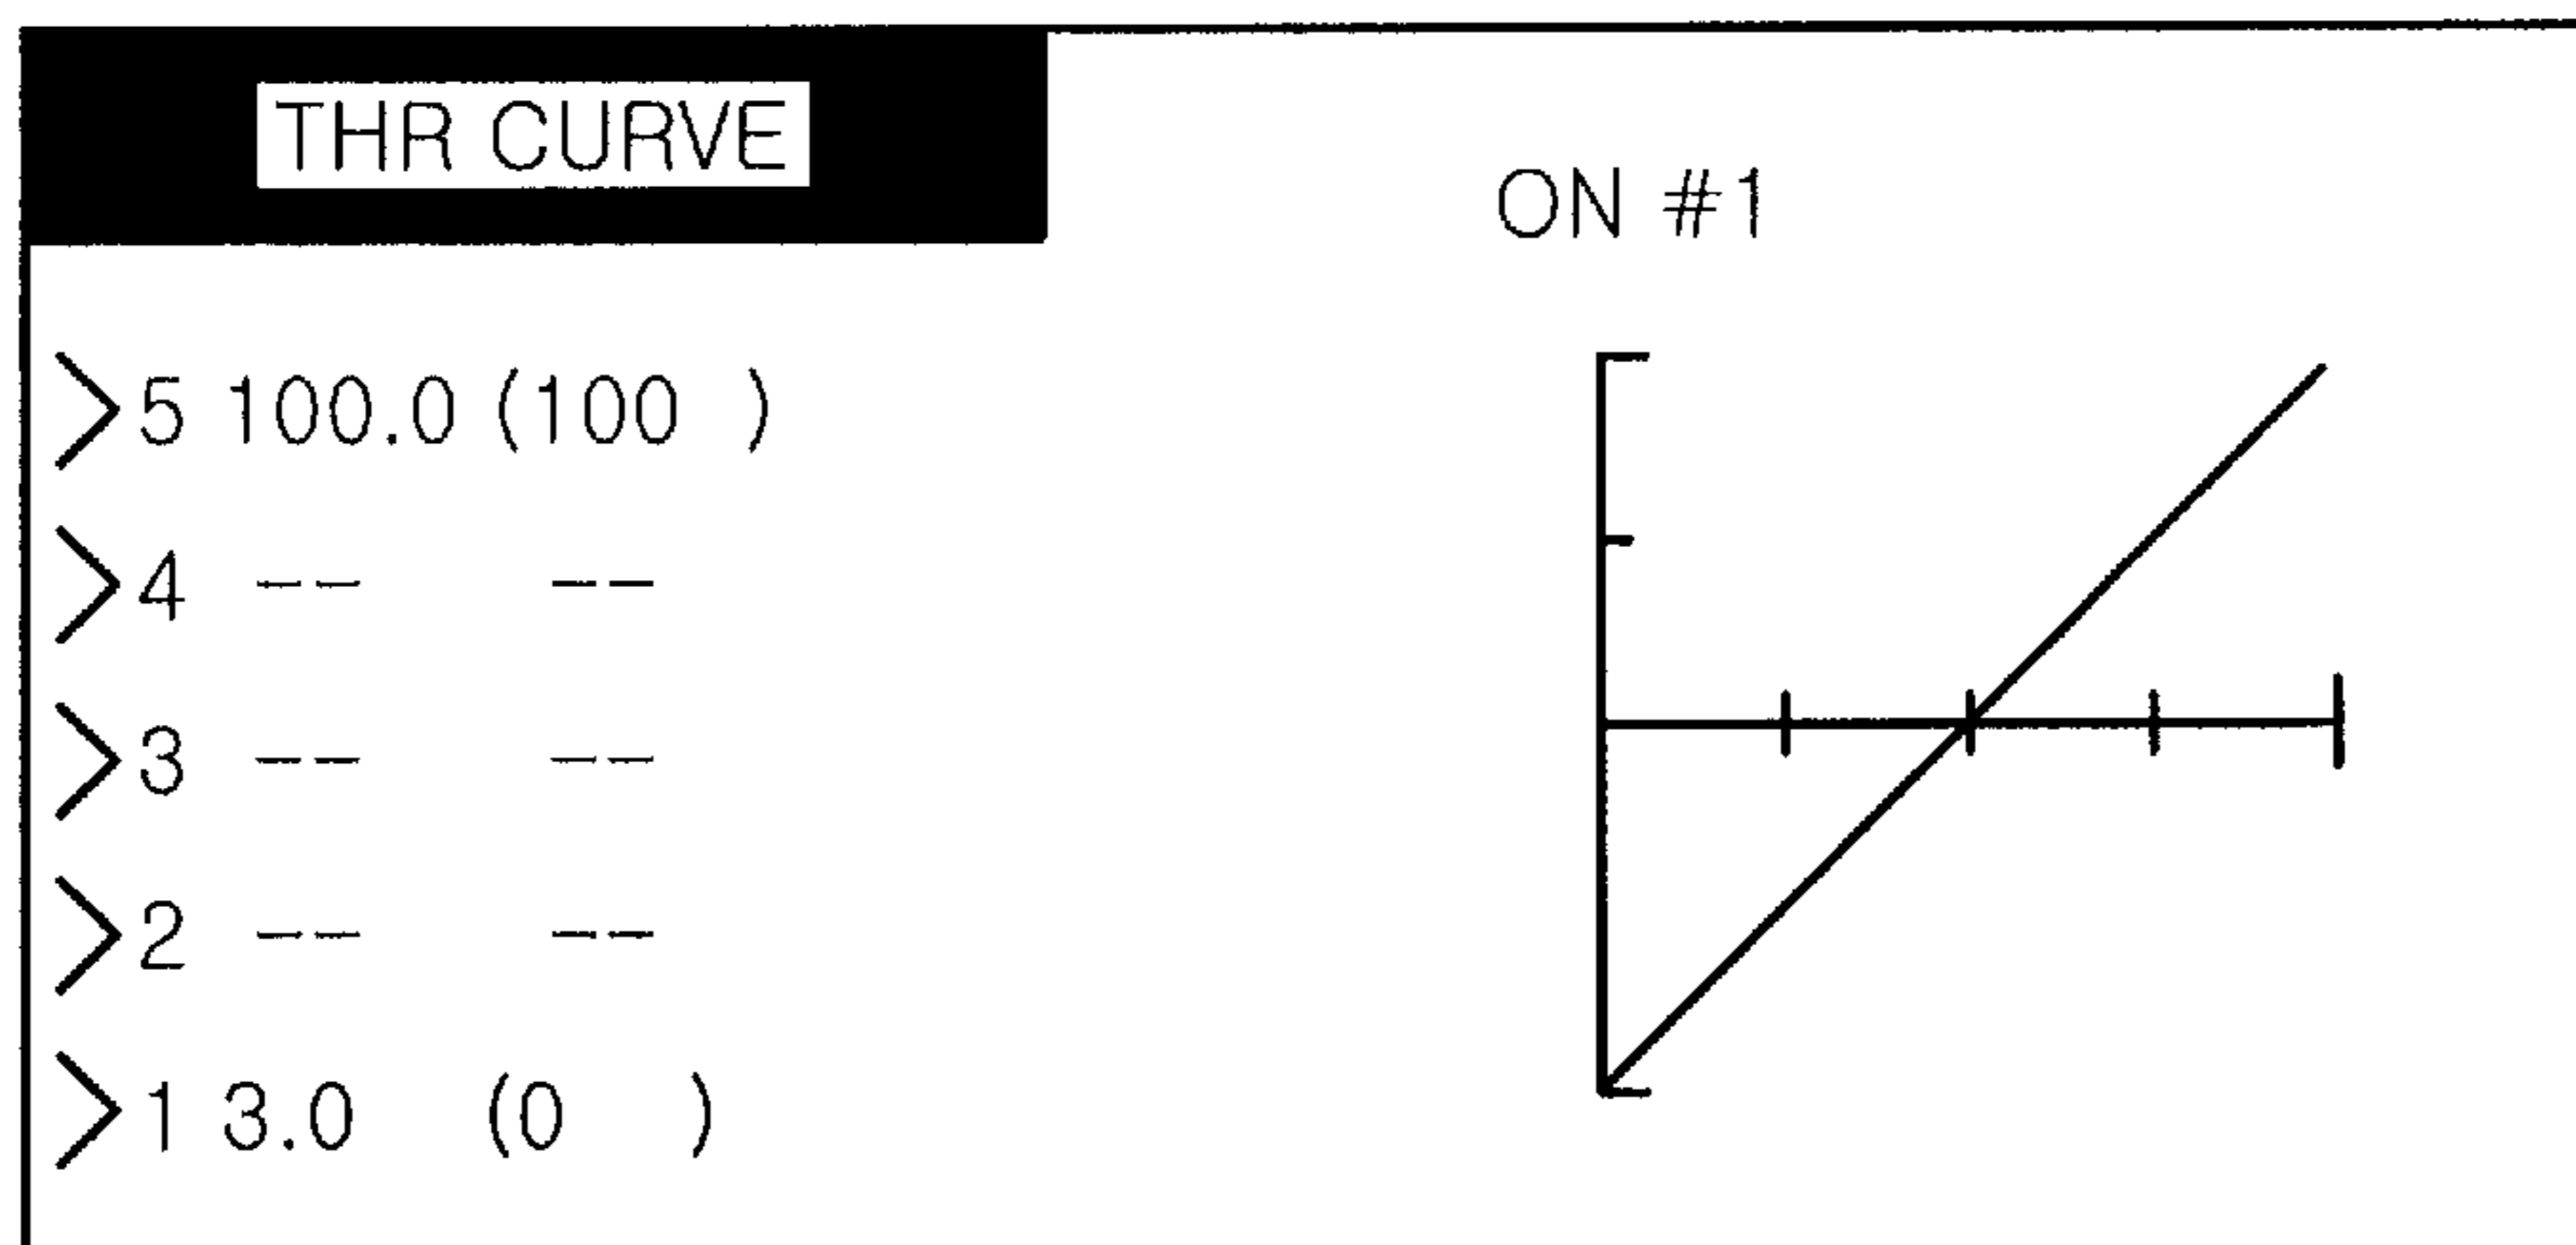 THR CURVE
ON #1
>5 100.0 (100 )
>4 -- --
>3 -- --
>2 -- --
>1 3.0 (0 )